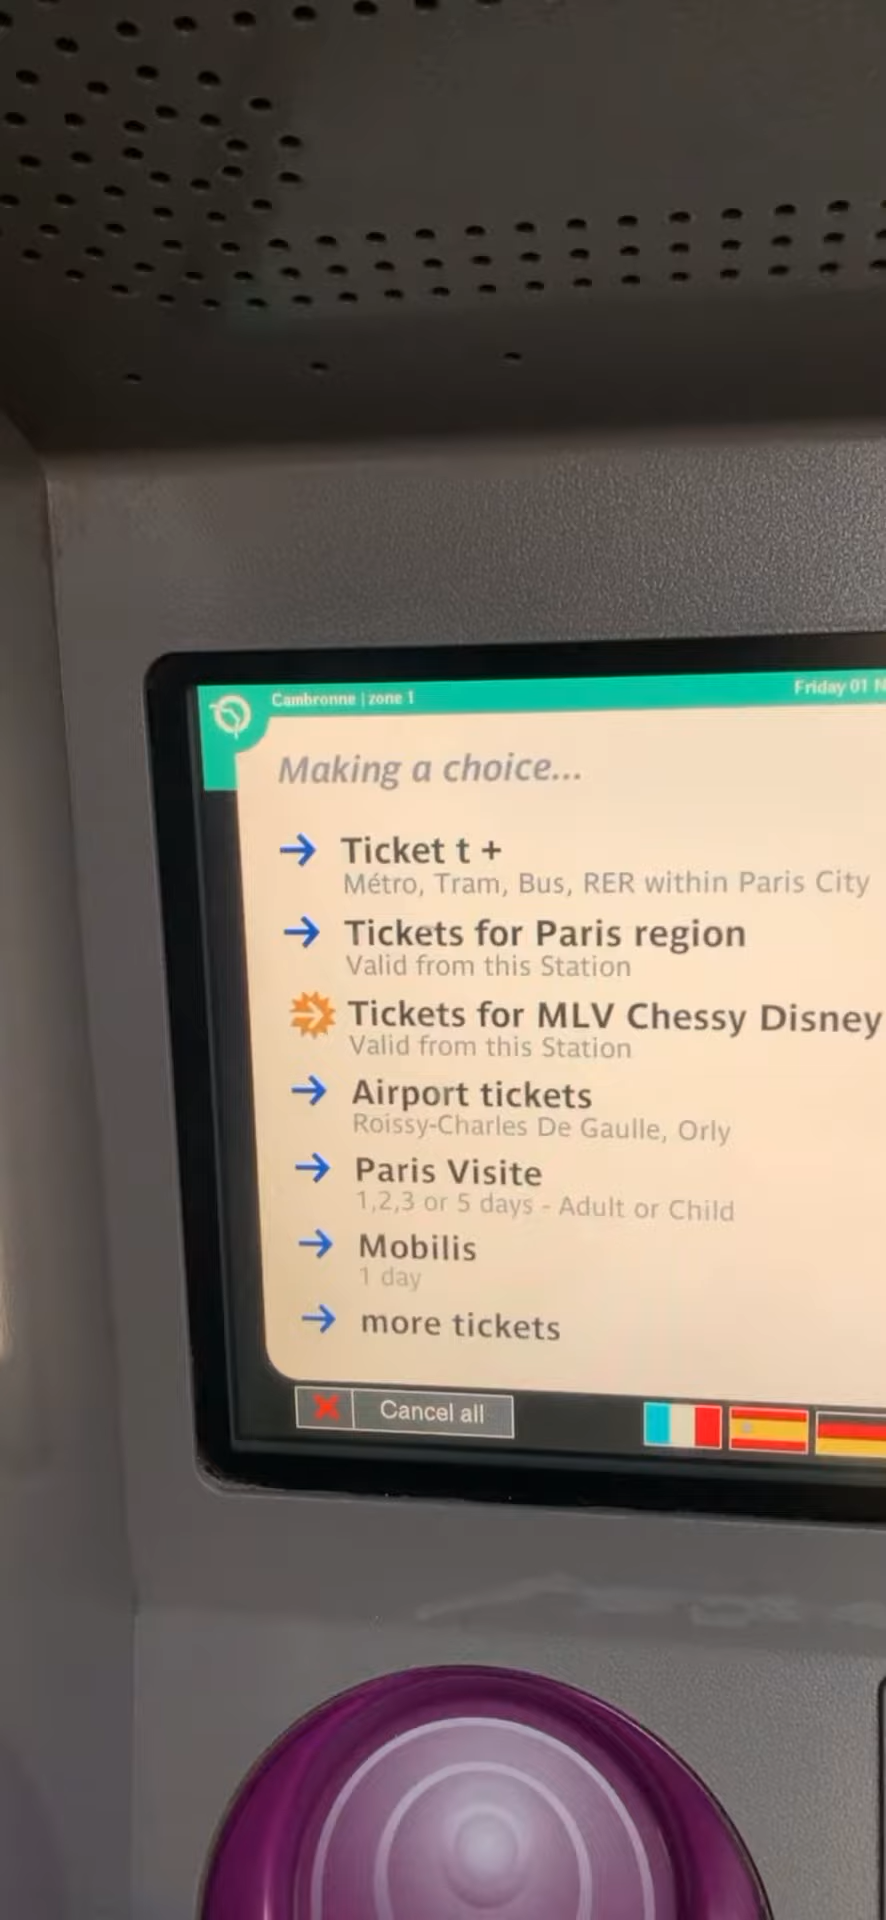 Cambronne | zone 1
Friday 01
Making a choice...
Ticket t +
Métro, Tram, Bus, RER within Paris City
Tickets for Paris region
Valid from this Station
Tickets for MLV Chessy Disney
Valid from this Station
Airport tickets
Roissy-Charles De Gaulle, Orly
Paris Visite
1,2,3 or 5 days - Adult or Child
Mobilis
1 day
more tickets
Cancel all